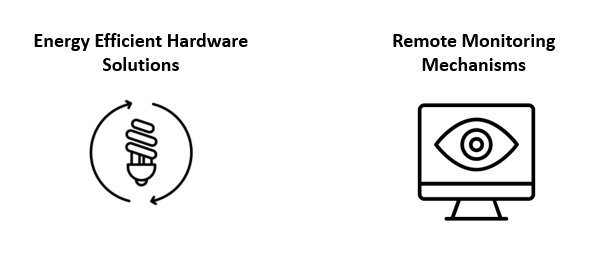 Energy Efficient Hardware
Solutions
Remote Monitoring
Mechanisms